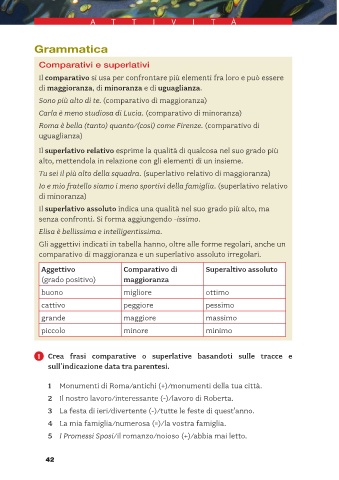 A T T I V I T À
Grammatica
Comparativi e superlativi
Il comparativo si usa per confrontare più elementi fra loro e può essere
di maggioranza, di minoranza e di uguaglianza.
Sono più alto di te. (comparativo di maggioranza)
Carla è meno studiosa di Lucia. (comparativo di minoranza)
Roma è bella (tanto) quanto/(così) come Firenze. (comparativo di
uguaglianza)
Il superlativo relativo esprime la qualità di qualcosa nel suo grado più
alto, mettendola in relazione con gli elementi di un insieme.
Tu sei il più alto della squadra. (superlativo relativo di maggioranza)
Io e mio fratello siamo i meno sportivi della famiglia. (superlativo relativo
di minoranza)
Il superlativo assoluto indica una qualità nel suo grado più alto, ma
senza confronti. Si forma aggiungendo -issimo.
Elisa è bellissima e intelligentissima.
Gli aggettivi indicati in tabella hanno, oltre alle forme regolari, anche un
comparativo di maggioranza e un superlativo assoluto irregolari.
Aggettivo (grado positivo) Comparativo di maggioranza Superaltivo assoluto
buono migliore ottimo
cattivo peggiore pessimo
grande maggiore massimo
piccolo minore minimo
1 Crea frasi comparative o superlative basandoti sulle tracce e
sull'indicazione data tra parentesi.
1 Monumenti di Roma/antichi (+)/monumenti della tua città.
2 Il nostro lavoro/interessante (-)/lavoro di Roberta.
3 La festa di ieri/divertente (-)/tutte le feste di quest'anno.
4 La mia famiglia/numerosa (=)/la vostra famiglia.
5 I Promessi Sposi/il romanzo/noioso (+)/abbia mai letto.
42